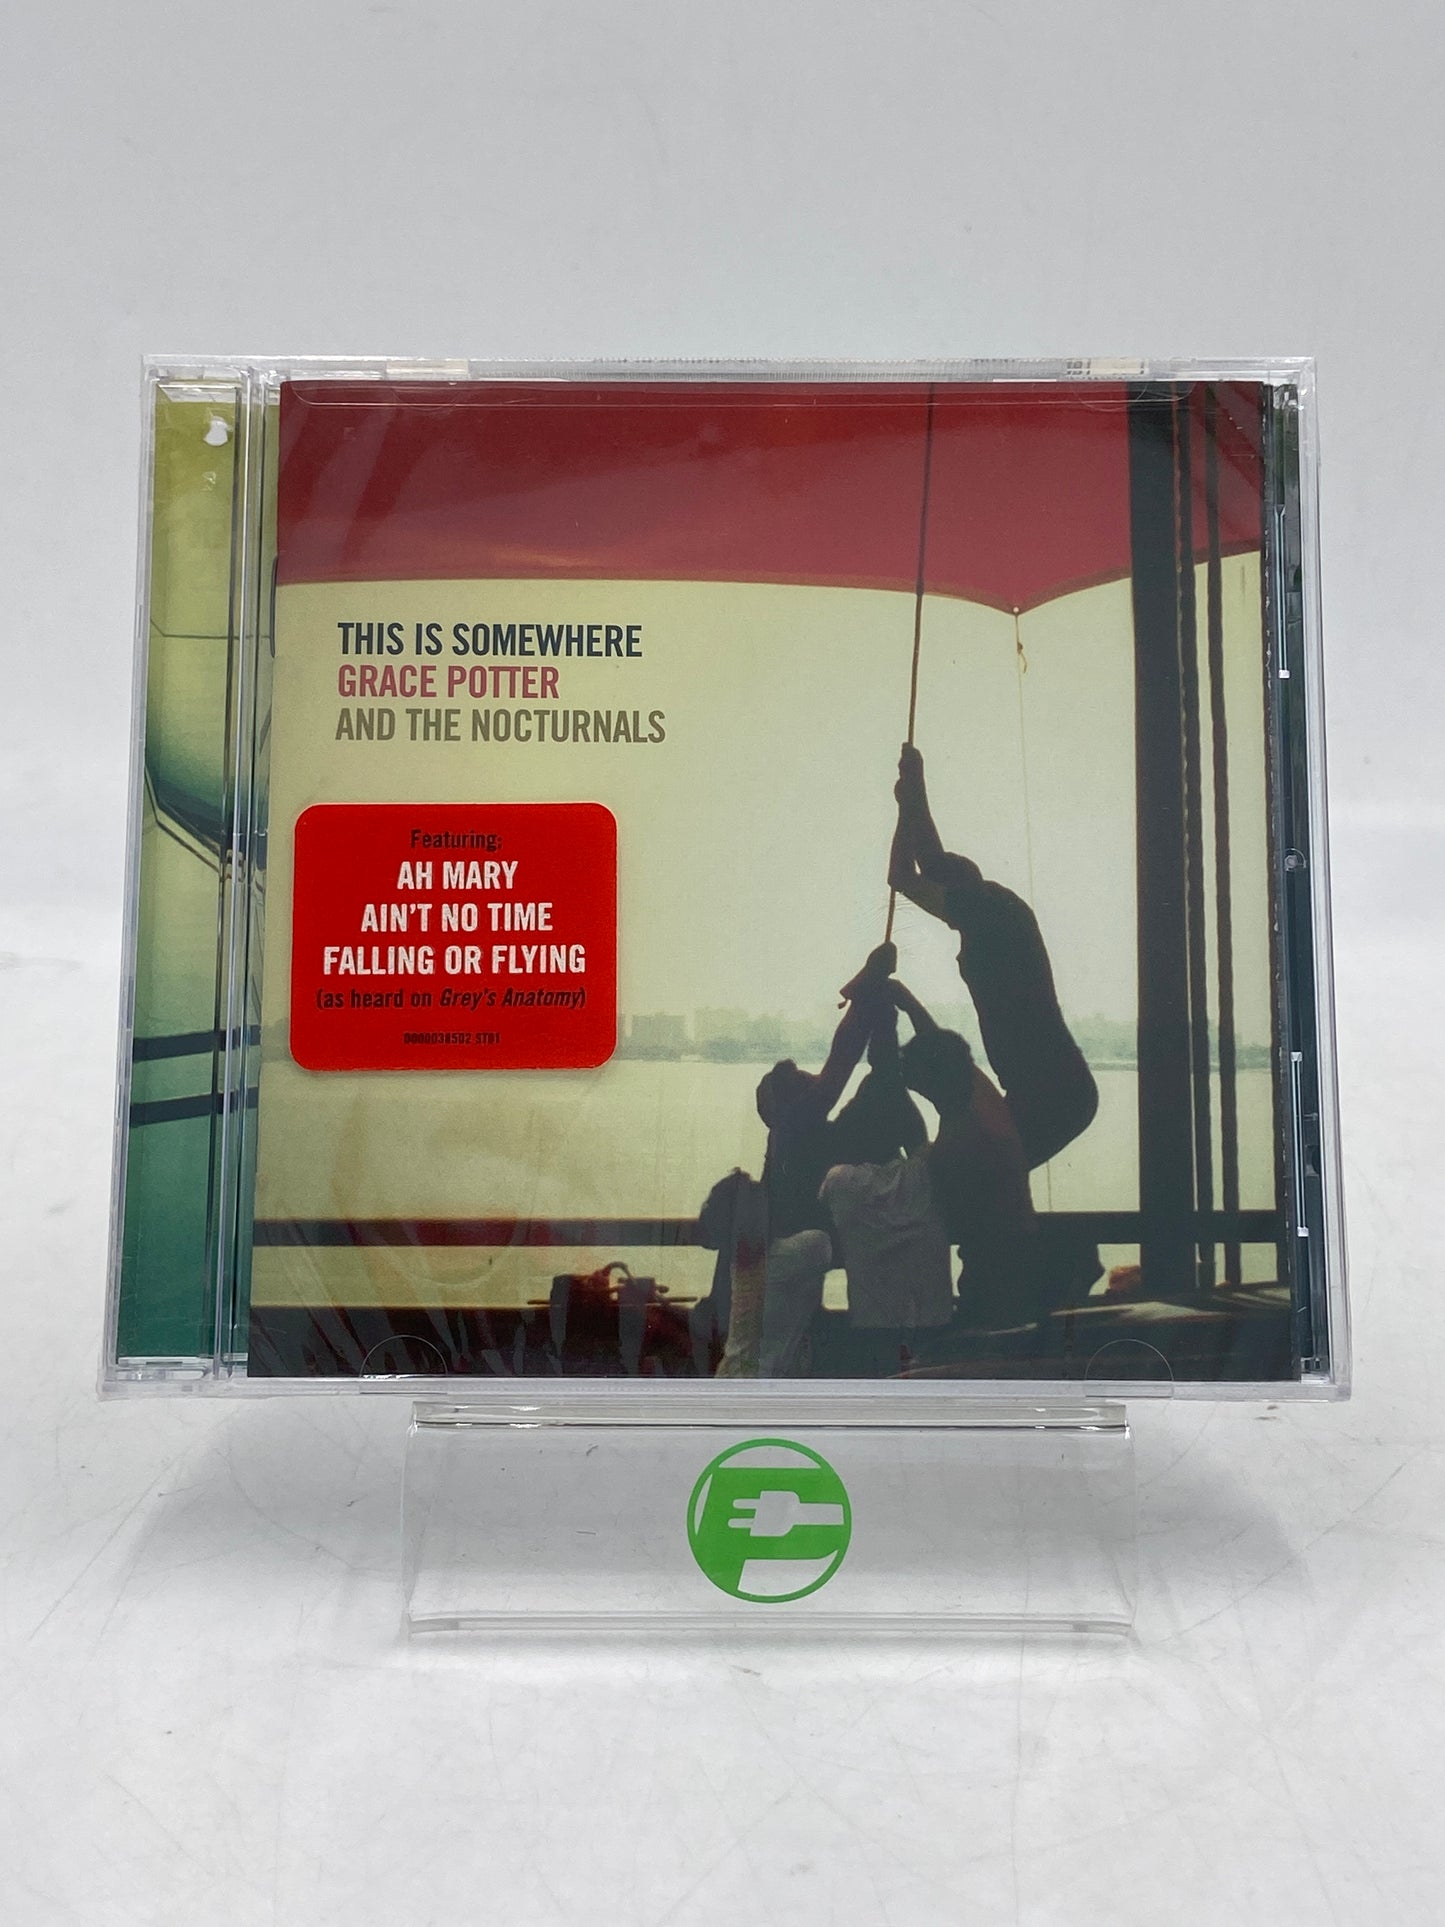 THIS IS SOMEWHERE
GRACE POTTER
AND THE NOCTURNALS
Featuring:
AH MARY
AIN'T NO TIME
FALLING OR FLYING
(as heard on Grey's Anatomy)